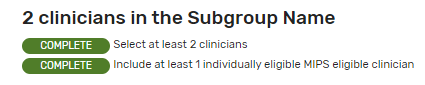 2 clinicians in the Subgroup Name
COMPLETE Select at least 2 clinicians
COMPLETE Include at least 1 individually eligible MIPS eligible clinician